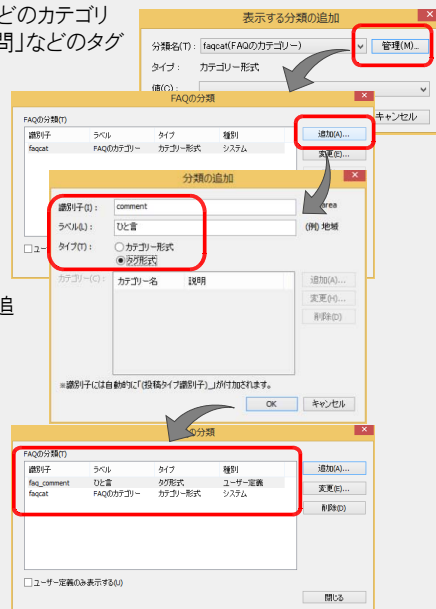 どのカテゴリ
問」などのタグ
表示する分類の追加
分類名(T): faqcat(FAQのカテゴリー) 管理(M)...
タイプ: カテゴリー形式
値(C):
キャンセル
FAQの分類
FAQの分類(T)
識別子 ラベル タイプ 種別
faqcat FAQのカテゴリー カテゴリー形式 システム
追加(A)...
変更(E)...
分類の追加
識別子(I): comment
area
ラベル(L): ひと言
(例) 地域
タイプ(T): カテゴリー形式
タグ形式
カテゴリー(C): カテゴリー名 説明
追加(A)...
変更(H)...
削除(D)
追
※識別子には自動的に「(投稿タイプ識別子)_」が付加されます。
OK キャンセル
の分類
FAQの分類(T)
識別子 ラベル タイプ 種別
faq_comment ひと言 タグ形式 ユーザー定義
faqcat FAQのカテゴリー カテゴリー形式 システム
追加(A)...
変更(E)...
削除(D)
ユーザー定義のみ表示する(U)
閉じる